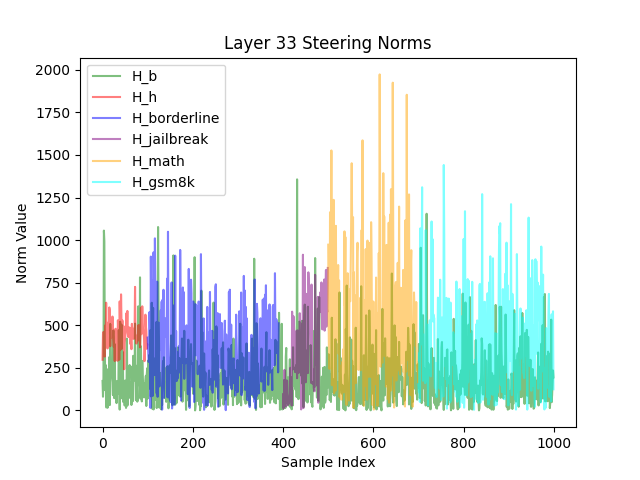 Layer 33 Steering Norms
2000
1750
1500
1250
1000
750
500
250
0
Norm Value
H_b
H_h
H_borderline
H_jailbreak
H_math
H_gsm8k
0
200
400
600
800
1000
Sample Index